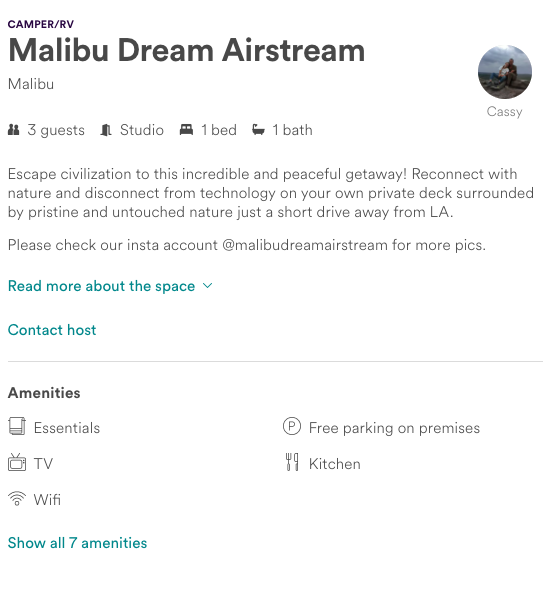 CAMPER/RV
Malibu Dream Airstream
Malibu
Cassy
3 guests Studio 1 bed 1 bath
Escape civilization to this incredible and peaceful getaway! Reconnect with
nature and disconnect from technology on your own private deck surrounded
by pristine and untouched nature just a short drive away from LA.
Please check our insta account @malibudreamairstream for more pics.
Read more about the space
Contact host
Amenities
Essentials
P Free parking on premises
TV
Kitchen
Wifi
Show all 7 amenities